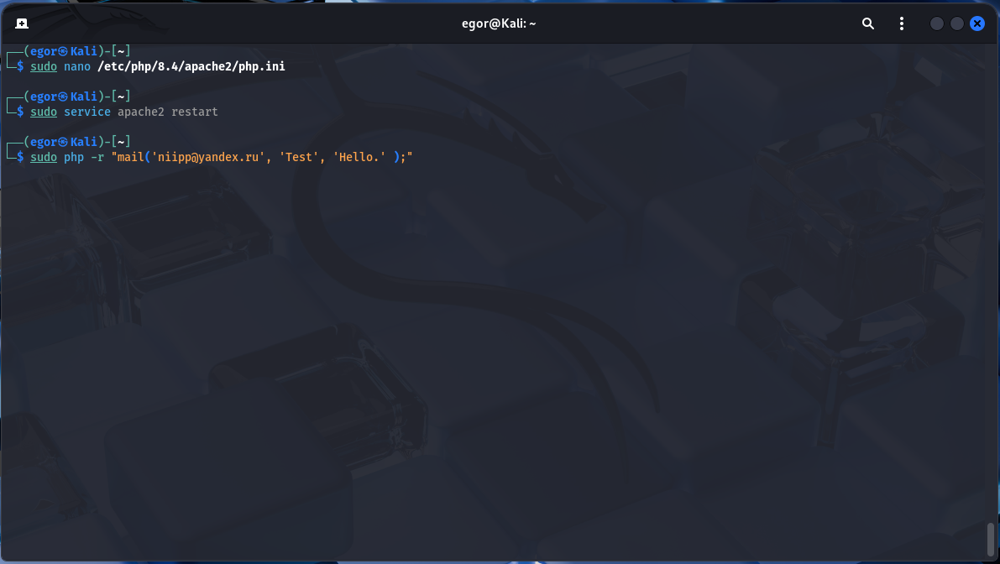 egor@Kali: ~
┌──(egor㉿Kali)-[~]
└─$ sudo nano /etc/php/8.4/apache2/php.ini
┌──(egor㉿Kali)-[~]
└─$ sudo service apache2 restart
┌──(egor㉿Kali)-[~]
└─$ sudo php -r "mail('niipp@yandex.ru', 'Test', 'Hello.' );"